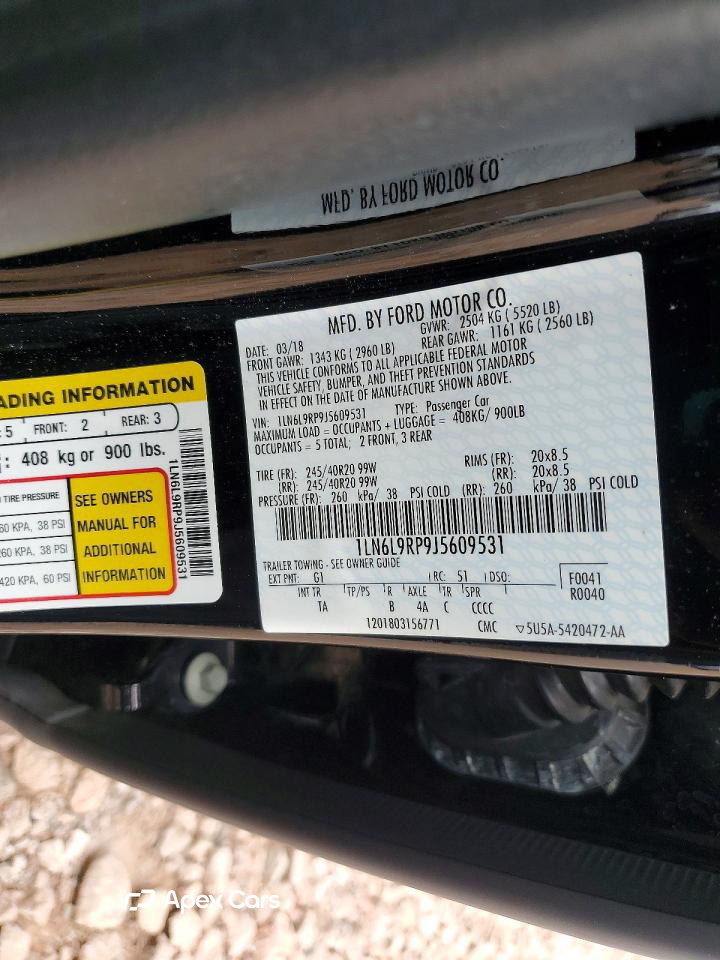 MFD. BY FORD MOTOR CO.
MFD. BY FORD MOTOR CO.
DATE: 03/18 GVWR: 2504 KG ( 5520 LB)
FRONT GAWR: 1343 KG ( 2960 LB) REAR GAWR: 1161 KG ( 2560 LB)
THIS VEHICLE CONFORMS TO ALL APPLICABLE FEDERAL MOTOR
VEHICLE SAFETY, BUMPER, AND THEFT PREVENTION STANDARDS
IN EFFECT ON THE DATE OF MANUFACTURE SHOWN ABOVE.
VIN: 1LN6L9RP9J5609531 TYPE: Passenger Car
MAXIMUM LOAD = OCCUPANTS + LUGGAGE = 408KG/ 900LB
OCCUPANTS = 5 TOTAL; 2 FRONT, 3 REAR
TIRE (FR): 245/40R20 99W RIMS (FR): 20x8.5
(RR): 245/40R20 99W (RR): 20x8.5
PRESSURE (FR): 260 kPa/ 38 PSI COLD (RR): 260 kPa/ 38 PSI COLD
1LN6L9RP9J5609531
TRAILER TOWING - SEE OWNER GUIDE
EXT PNT: G1 RC: 51 DSO: F0041
R0040
INT TR TP/PS R AXLE TR SPR
TA B 4A C CCCC
1201803156771 CMC ▽5U5A-5420472-AA
ADING INFORMATION
: 5 FRONT: 2 REAR: 3
: 408 kg or 900 lbs.
TIRE PRESSURE
60 KPA, 38 PSI
260 KPA, 38 PSI
420 KPA, 60 PSI
SEE OWNERS
MANUAL FOR
ADDITIONAL
INFORMATION
1LN6L9RP9J5609531
Apex Cars